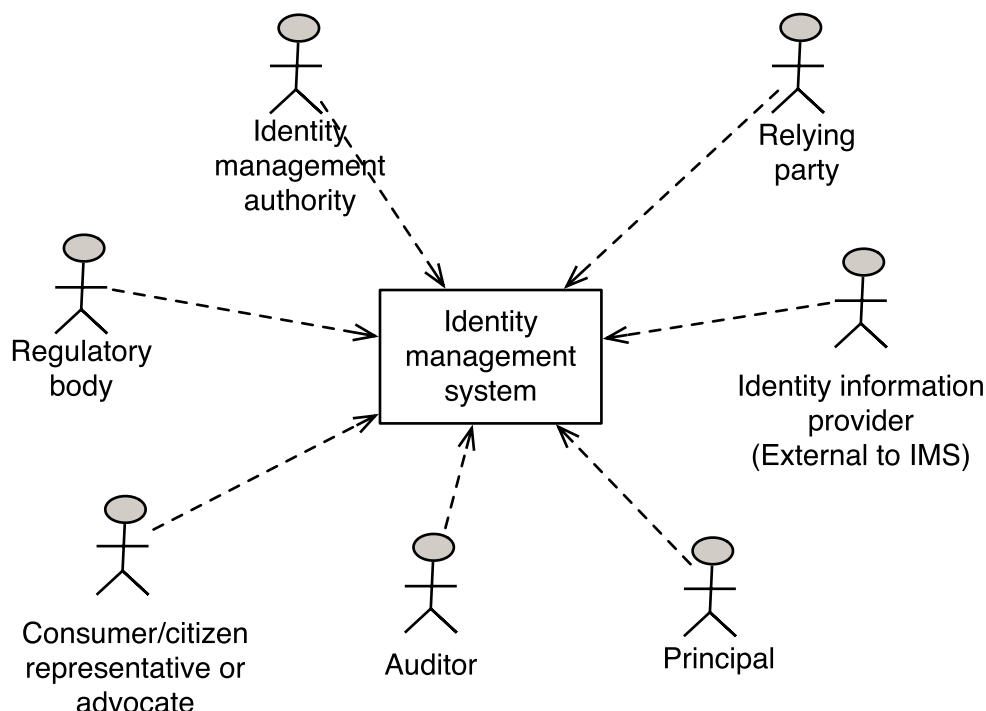 Identity
management
authority
Relying
party
Regulatory
body
Identity
management
system
Identity information
provider
(External to IMS)
Consumer/citizen
representative or
advocate
Auditor
Principal